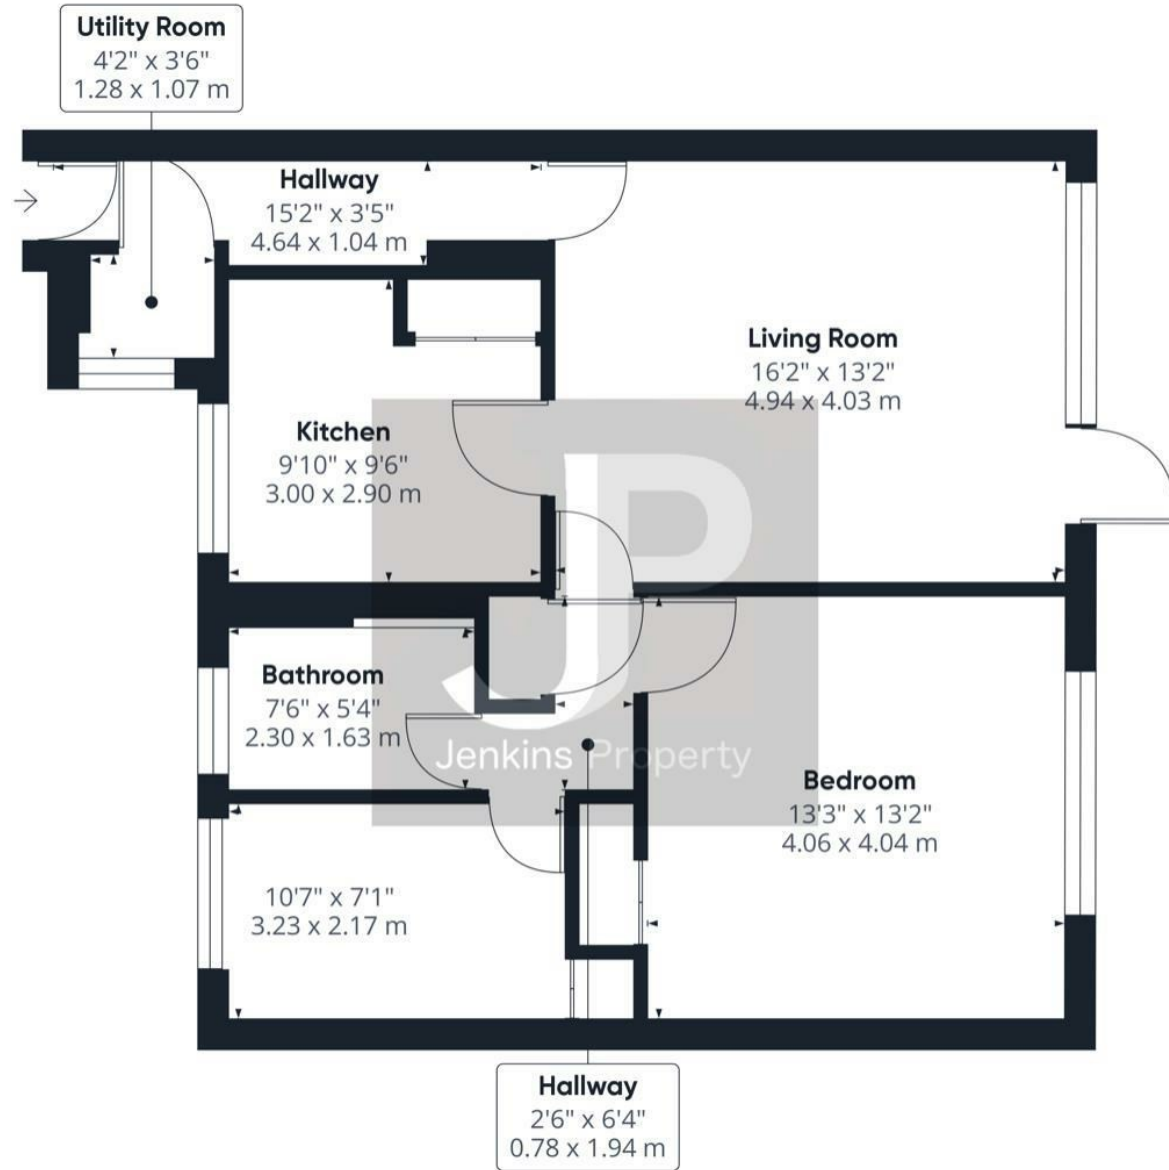 Utility Room
4'2" x 3'6"
1.28 x 1.07 m
Hallway
15'2" x 3'5"
4.64 x 1.04 m
Living Room
16'2" x 13'2"
4.94 x 4.03 m
Kitchen
9'10" x 9'6"
3.00 x 2.90 m
JP
Jenkins Property
Bathroom
7'6" x 5'4"
2.30 x 1.63 m
Bedroom
13'3" x 13'2"
4.06 x 4.04 m
10'7" x 7'1"
3.23 x 2.17 m
Hallway
2'6" x 6'4"
0.78 x 1.94 m